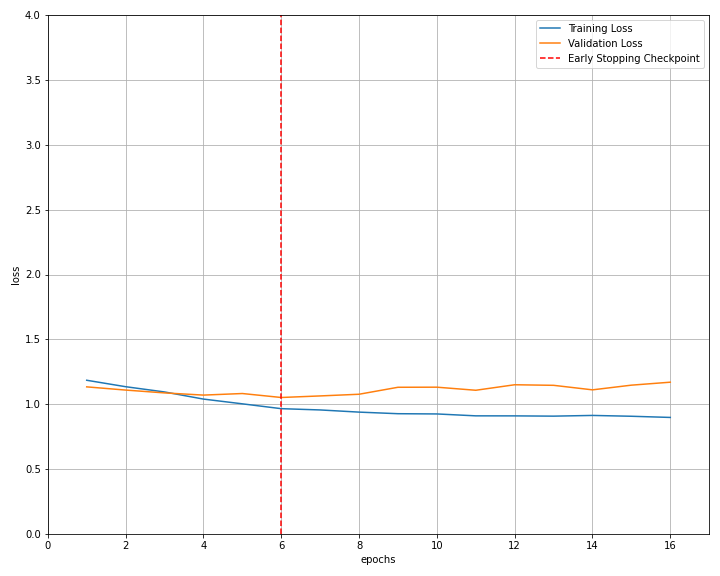 4.0
3.5
3.0
2.5
2.0
1.5
1.0
0.5
0.0
loss
Training Loss
Validation Loss
Early Stopping Checkpoint
0 2 4 6 8 10 12 14 16
epochs